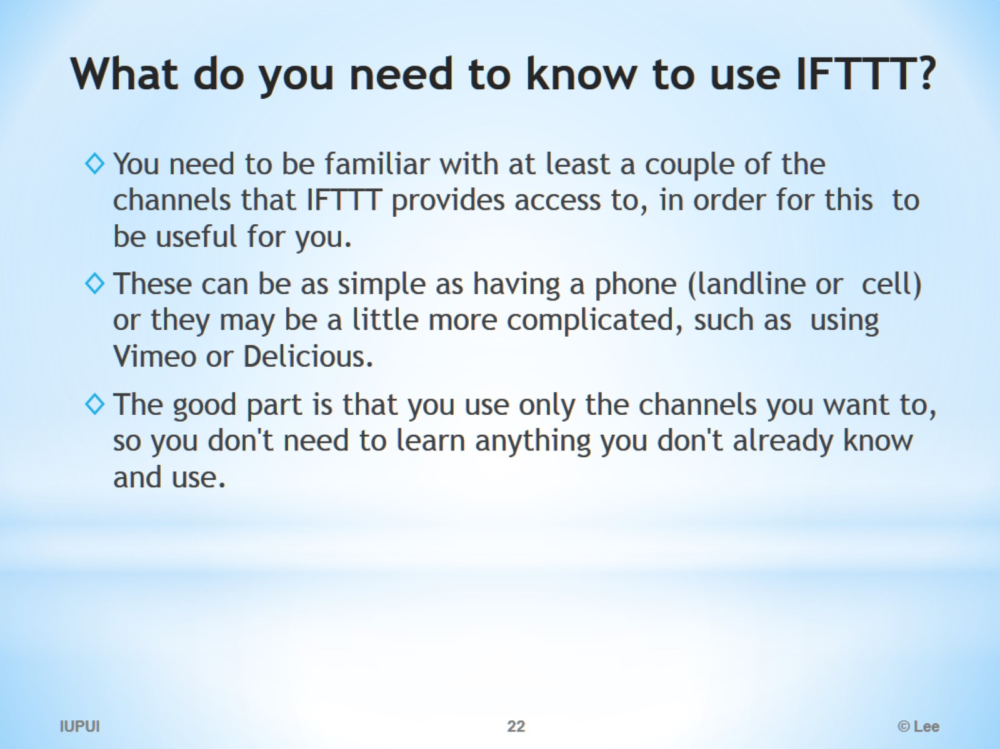 What do you need to know to use IFTTT?
◇ You need to be familiar with at least a couple of the
channels that IFTTT provides access to, in order for this  to
be useful for you.
◇ These can be as simple as having a phone (landline or  cell)
or they may be a little more complicated, such as  using
Vimeo or Delicious.
◇ The good part is that you use only the channels you want to,
so you don't need to learn anything you don't already know
and use.
IUPUI 22 © Lee